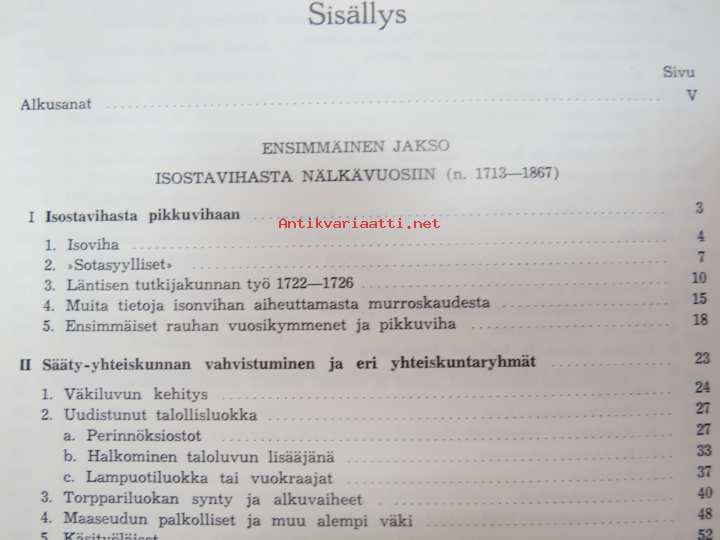 Sisällys
Sivu
Alkusanat V
ENSIMMÄINEN JAKSO
ISOSTAVIHASTA NÄLKÄVUOSIIN (n. 1713—1867)
I Isostavihasta pikkuvihaan 3
Antikvariaatti.net
1. Isoviha 4
2. »Sotasyylliset» 7
3. Läntisen tutkijakunnan työ 1722—1726 10
4. Muita tietoja isonvihan aiheuttamasta murroskaudesta 15
5. Ensimmäiset rauhan vuosikymmenet ja pikkuviha 18
II Sääty-yhteiskunnan vahvistuminen ja eri yhteiskuntaryhmät 23
1. Väkiluvun kehitys 24
2. Uudistunut talollisluokka 27
a. Perinnöksiostot 27
b. Halkominen taloluvun lisääjänä 33
c. Lampuotiluokka tai vuokraajat 37
3. Torppariluokan synty ja alkuvaiheet 40
4. Maaseudun palkolliset ja muu alempi väki 48
5. Käsityöläiset 52